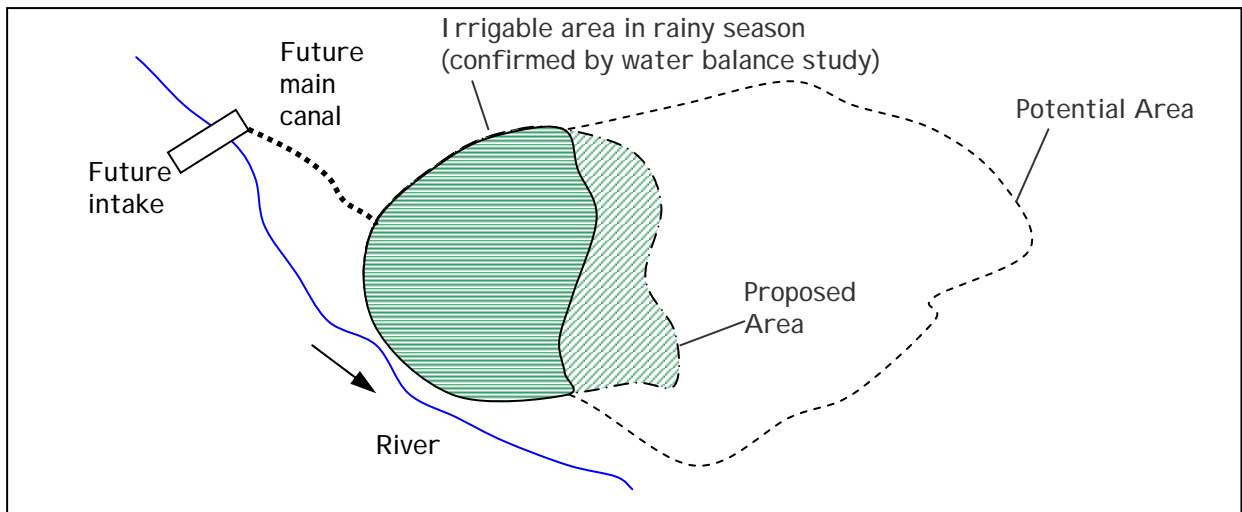 Irrigable area in rainy season
(confirmed by water balance study)
Future
main
canal
Potential Area
Future
intake
Proposed
Area
River